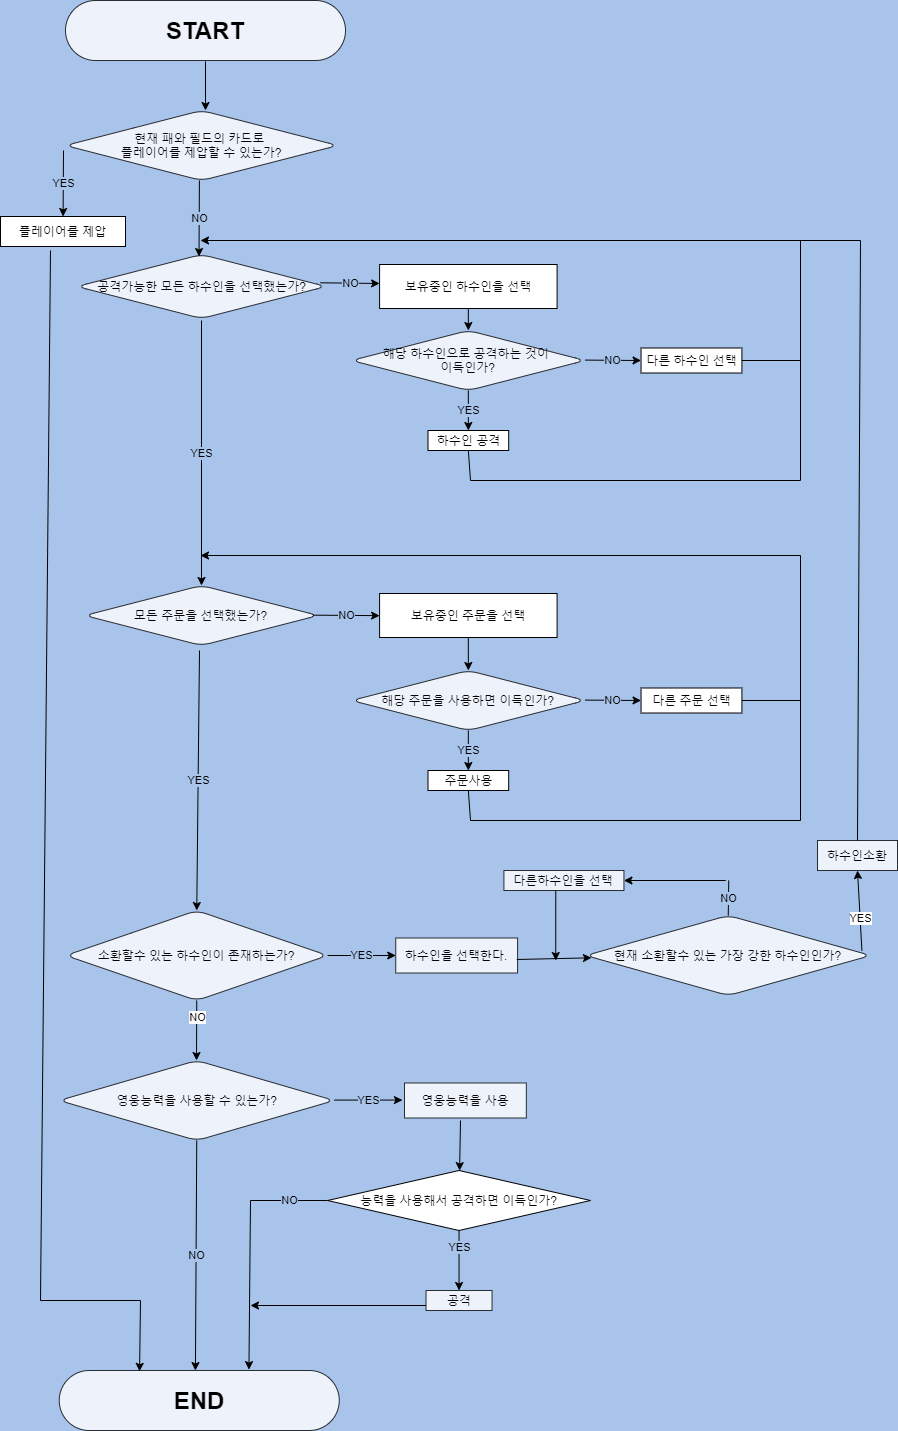 START
현재 패와 필드의 카드로
플레이어를 제압할 수 있는가?
YES
플레이어를 제압
NO
공격가능한 모든 하수인을 선택했는가?
NO
보유중인 하수인을 선택
해당 하수인으로 공격하는 것이
이득인가?
NO
다른 하수인 선택
YES
하수인 공격
YES
모든 주문을 선택했는가?
NO
보유중인 주문을 선택
해당 주문을 사용하면 이득인가?
NO
다른 주문 선택
YES
주문사용
YES
하수인소환
다른하수인을 선택
NO
YES
소환할수 있는 하수인이 존재하는가?
YES
하수인을 선택한다.
현재 소환할수 있는 가장 강한 하수인인가?
NO
영웅능력을 사용할 수 있는가?
YES
영웅능력을 사용
능력을 사용해서 공격하면 이득인가?
NO
YES
NO
공격
END